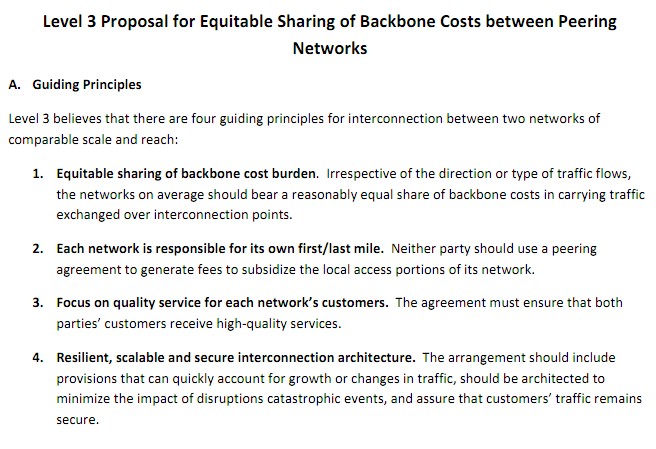 Level 3 Proposal for Equitable Sharing of Backbone Costs between Peering
Networks
A. Guiding Principles
Level 3 believes that there are four guiding principles for interconnection between two networks of
comparable scale and reach:
1. Equitable sharing of backbone cost burden. Irrespective of the direction or type of traffic flows,
the networks on average should bear a reasonably equal share of backbone costs in carrying traffic
exchanged over interconnection points.
2. Each network is responsible for its own first/last mile. Neither party should use a peering
agreement to generate fees to subsidize the local access portions of its network.
3. Focus on quality service for each network's customers. The agreement must ensure that both
parties' customers receive high-quality services.
4. Resilient, scalable and secure interconnection architecture. The arrangement should include
provisions that can quickly account for growth or changes in traffic, should be architected to
minimize the impact of disruptions catastrophic events, and assure that customers' traffic remains
secure.